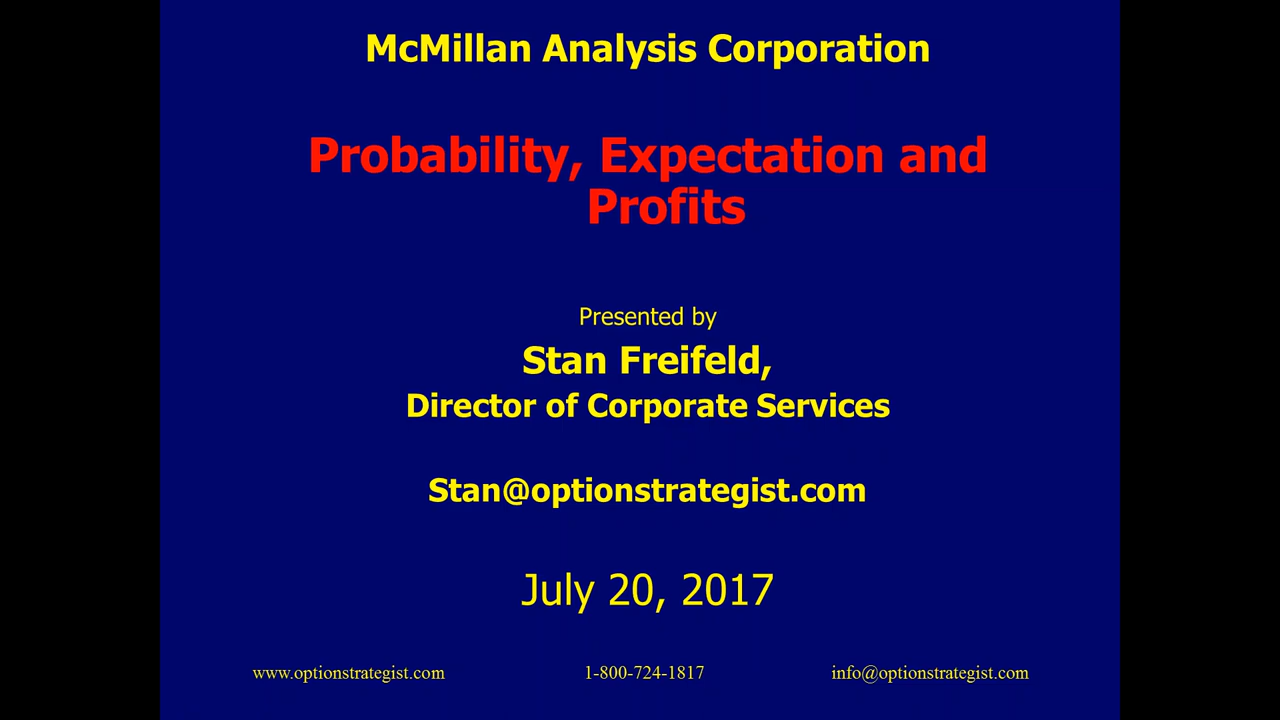 McMillan Analysis Corporation
Probability, Expectation and
Profits
Presented by
Stan Freifeld,
Director of Corporate Services
Stan@optionstrategist.com
July 20, 2017
www.optionstrategist.com 1-800-724-1817 info@optionstrategist.com